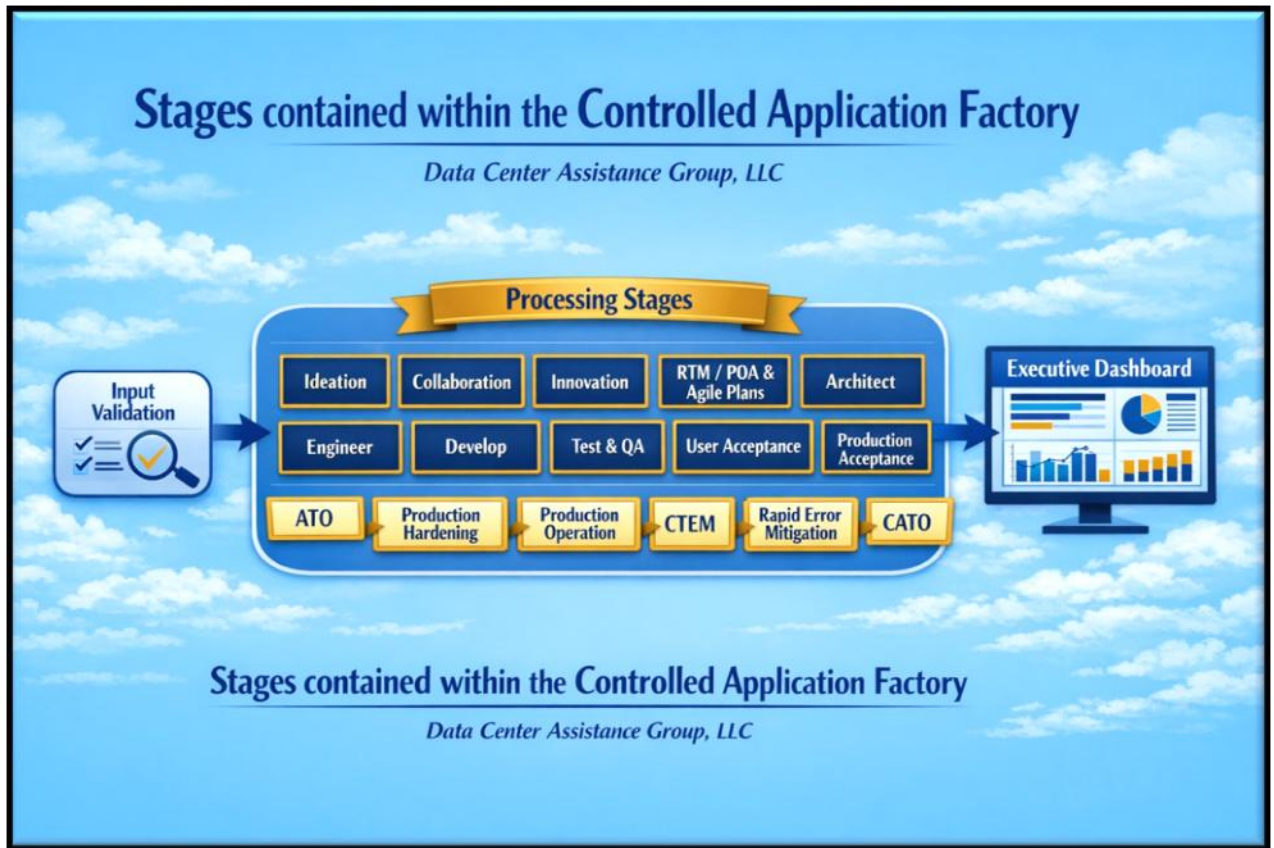 Stages contained within the Controlled Application Factory
Data Center Assistance Group, LLC
Processing Stages
Input
Validation
Ideation
Collaboration
Innovation
RTM / POA &
Agile Plans
Architect
Engineer
Develop
Test & QA
User Acceptance
Production
Acceptance
ATO
Production
Hardening
Production
Operation
CTEM
Rapid Error
Mitigation
CATO
Executive Dashboard
Stages contained within the Controlled Application Factory
Data Center Assistance Group, LLC